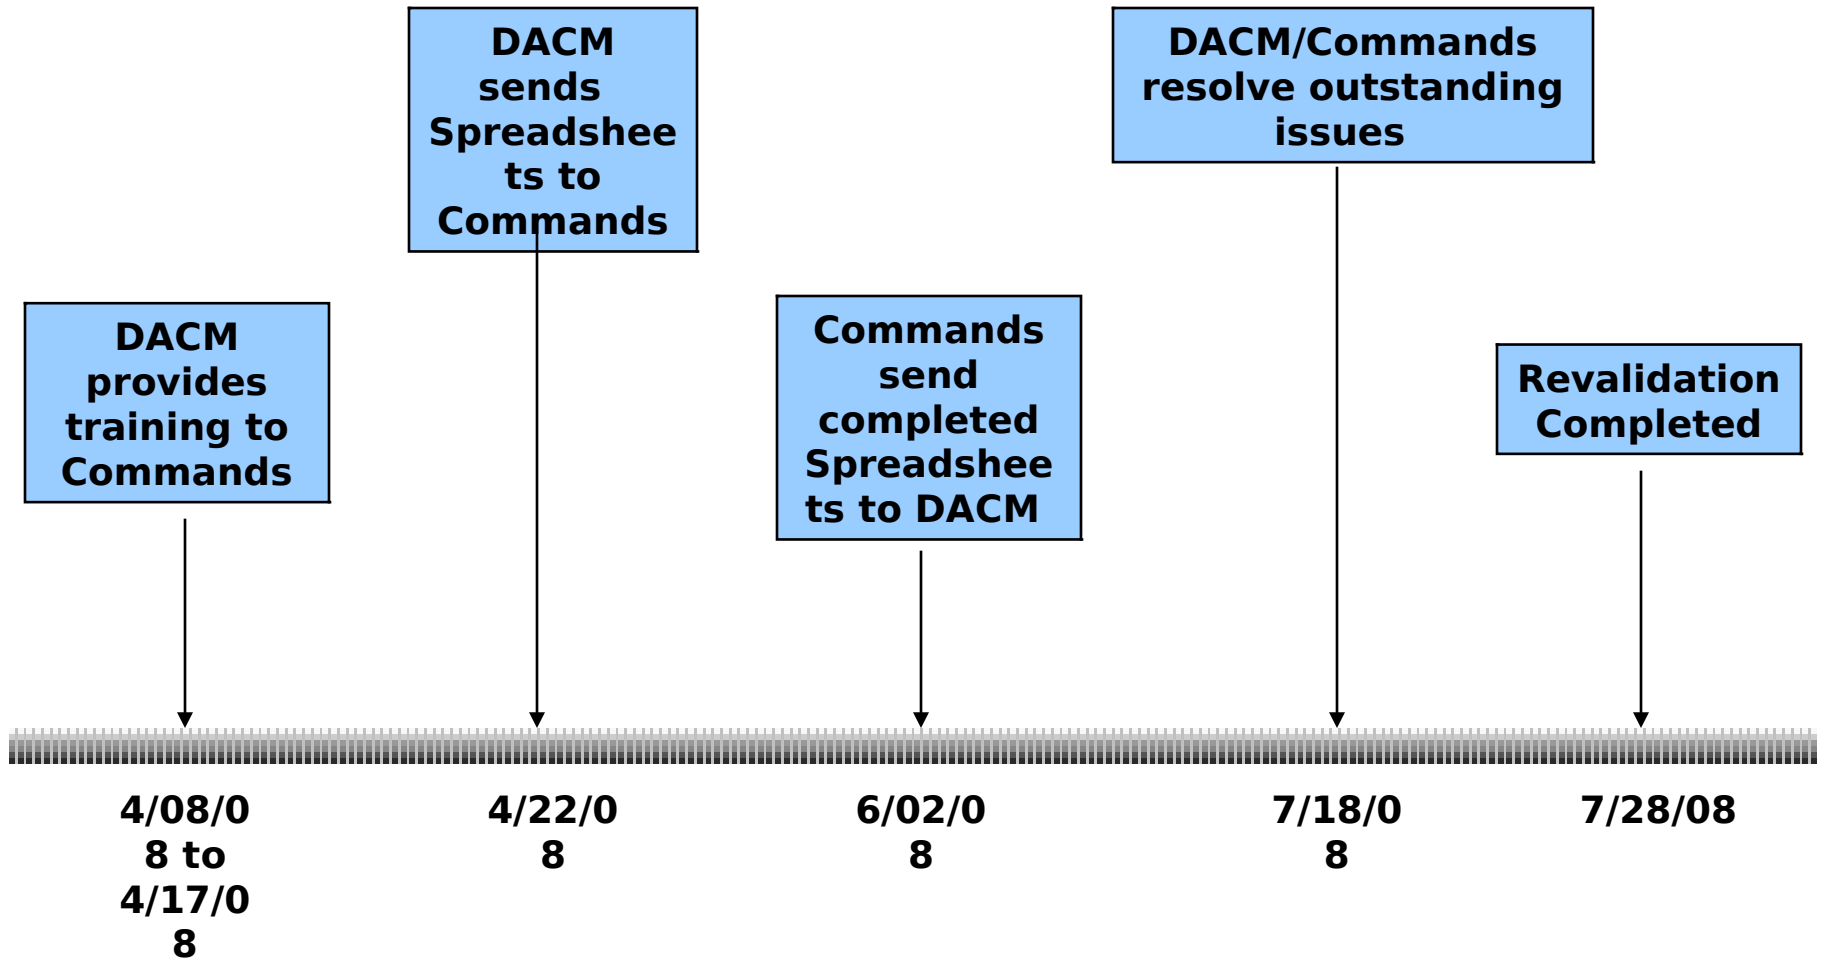 DACM
sends
Spreadshee
ts to
Commands
DACM/Commands
resolve outstanding
issues
DACM
provides
training to
Commands
Commands
send
completed
Spreadshee
ts to DACM
Revalidation
Completed
4/08/0
8 to
4/17/0
8
4/22/0
8
6/02/0
8
7/18/0
8
7/28/08